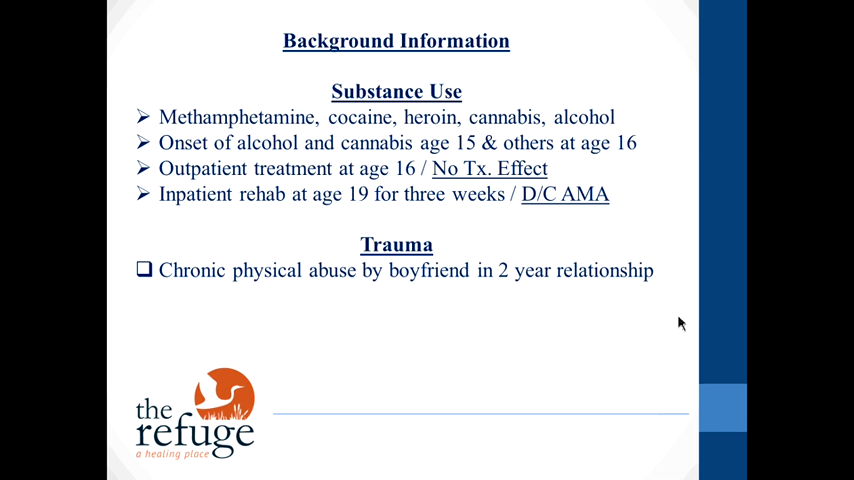 Background Information
Substance Use
Methamphetamine, cocaine, heroin, cannabis, alcohol
Onset of alcohol and cannabis age 15 & others at age 16
Outpatient treatment at age 16 / No Tx. Effect
Inpatient rehab at age 19 for three weeks / D/C AMA
Trauma
Chronic physical abuse by boyfriend in 2 year relationship
the
refuge
a healing place